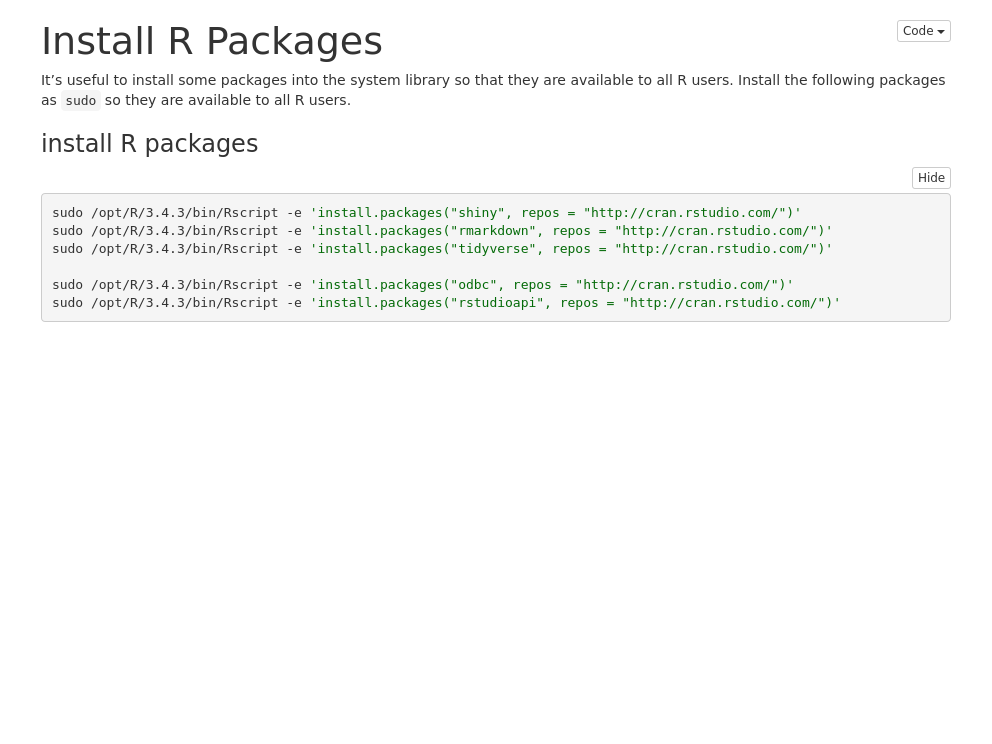 Install R Packages
Code
It’s useful to install some packages into the system library so that they are available to all R users. Install the following packages
as sudo so they are available to all R users.
install R packages
Hide
sudo /opt/R/3.4.3/bin/Rscript -e 'install.packages("shiny", repos = "http://cran.rstudio.com/")'
sudo /opt/R/3.4.3/bin/Rscript -e 'install.packages("rmarkdown", repos = "http://cran.rstudio.com/")'
sudo /opt/R/3.4.3/bin/Rscript -e 'install.packages("tidyverse", repos = "http://cran.rstudio.com/")'
sudo /opt/R/3.4.3/bin/Rscript -e 'install.packages("odbc", repos = "http://cran.rstudio.com/")'
sudo /opt/R/3.4.3/bin/Rscript -e 'install.packages("rstudioapi", repos = "http://cran.rstudio.com/")'